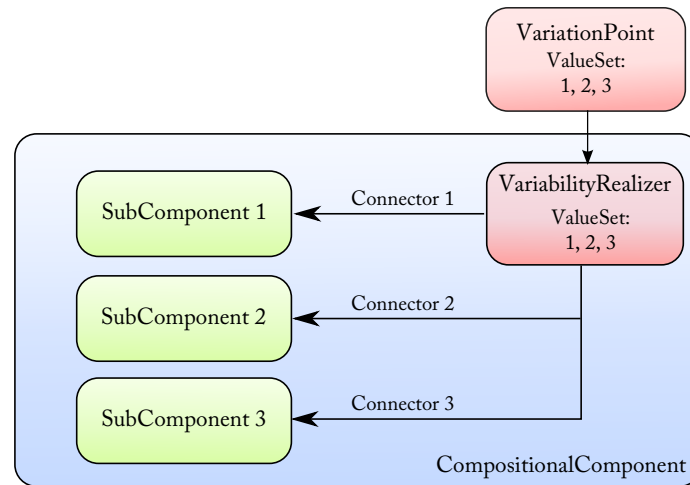 VariationPoint
ValueSet:
1, 2, 3
VariabilityRealizer
ValueSet:
1, 2, 3
SubComponent 1
Connector 1
SubComponent 2
Connector 2
SubComponent 3
Connector 3
CompositionalComponent